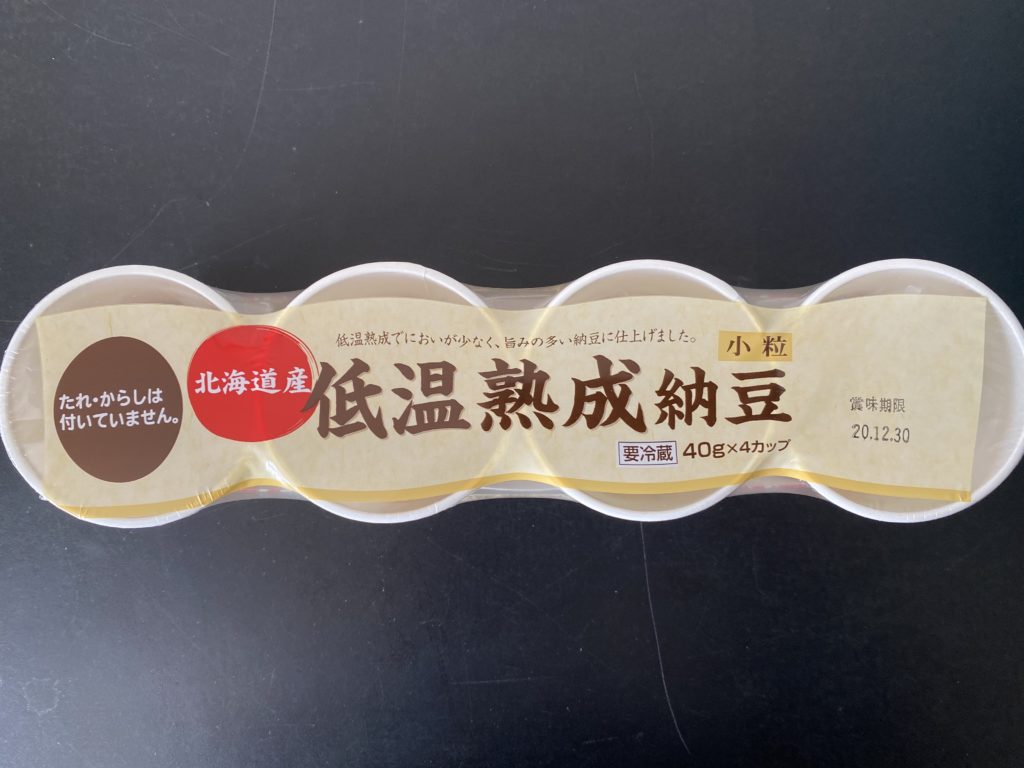 低温熟成でにおいが少なく、旨みの多い納豆に仕上げました。
小粒
たれ・からしは
付いていません。
北海道産
低温熟成納豆
要冷蔵 40g×4カップ
賞味期限
20.12.30